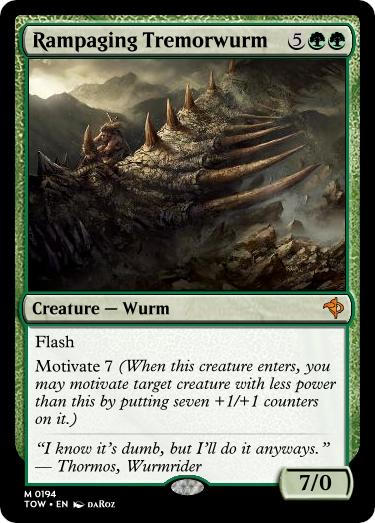 Rampaging Tremorwurm 5
Creature — Wurm
Flash
Motivate 7 (When this creature enters, you
may motivate target creature with less power
than this by putting seven +1/+1 counters
on it.)
“I know it’s dumb, but I’ll do it anyways.”
— Thormos, Wurmrider
7/0
M 0194
TOW • EN daRoz